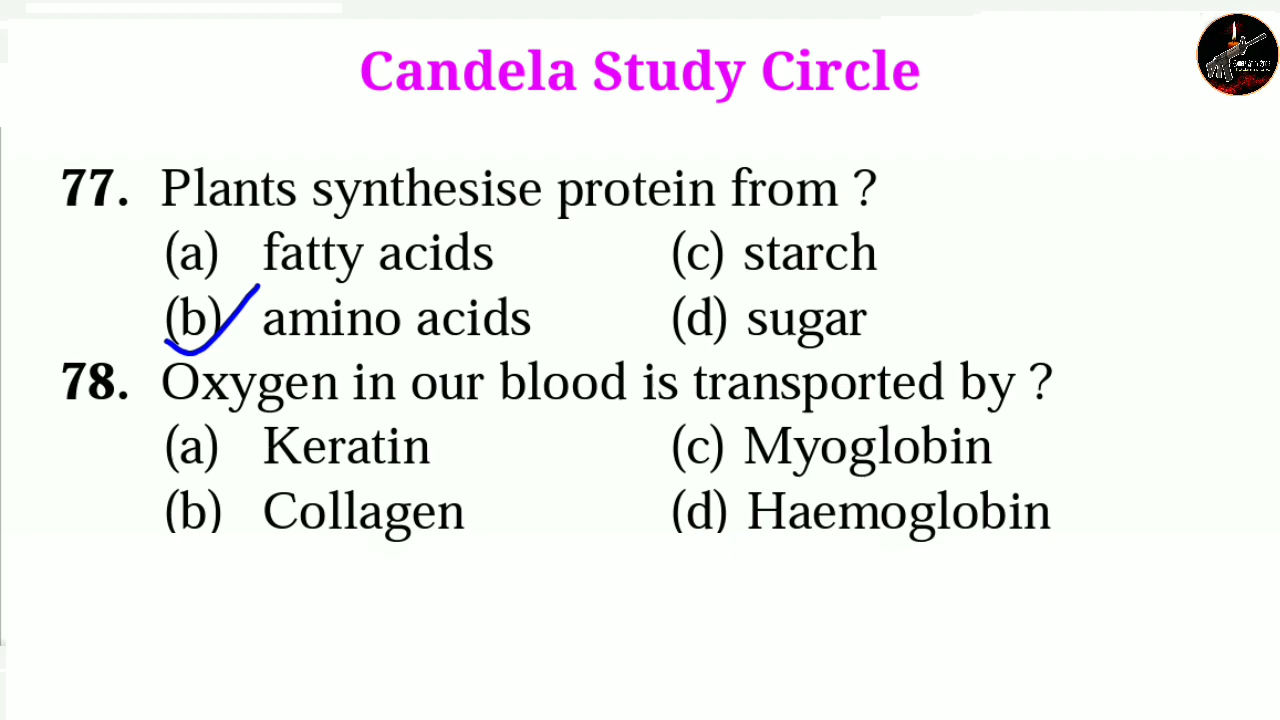 Candela Study Circle
77. Plants synthesise protein from ?
(a) fatty acids (c) starch
(b) amino acids (d) sugar
78. Oxygen in our blood is transported by ?
(a) Keratin (c) Myoglobin
(b) Collagen (d) Haemoglobin